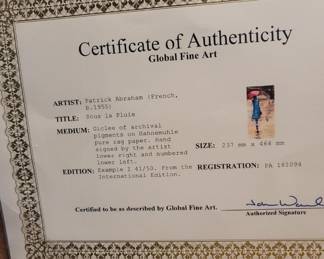 Certificate of Authenticity
Global Fine Art
ARTIST: Patrick Abraham (French,
b.1955)
TITLE: Sous la Pluie
MEDIUM: Giclee of archival
pigments on Hahnemuhle
pure rag paper. Hand
signed by the artist
lower right and numbered
lower left.
SIZE: 237 mm x 464 mm
EDITION: Example I 41/50. From the
International Edition.
REGISTRATION: PA 183094
Certified to be as described by Global Fine Art.
Authorized Signature